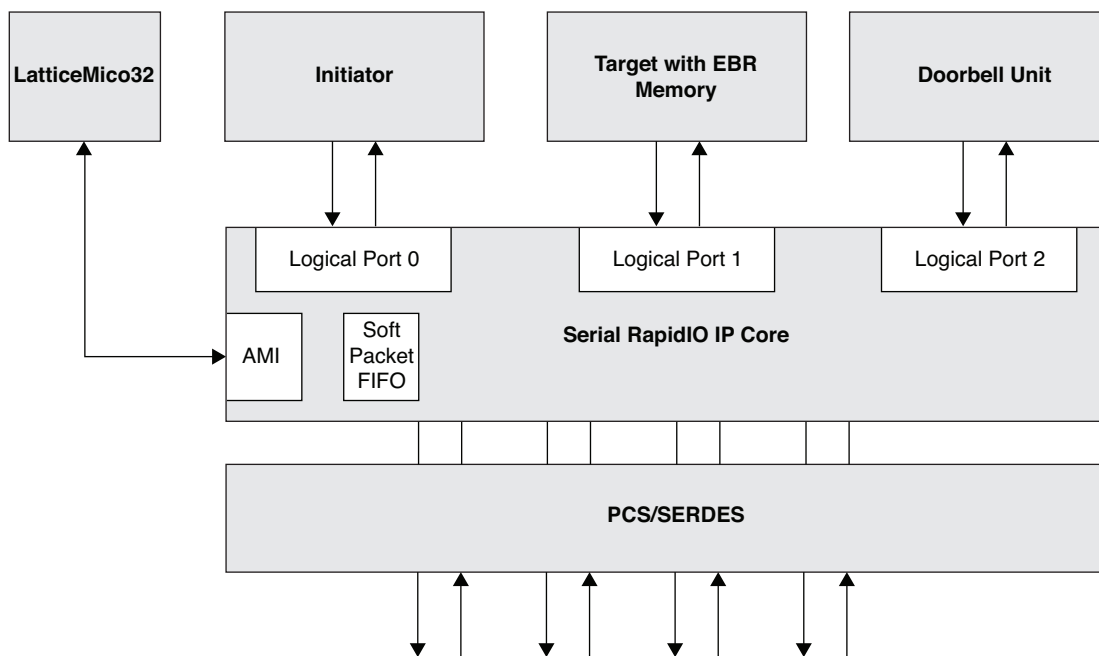 LatticeMico32
Initiator
Target with EBR
Memory
Doorbell Unit
Logical Port 0
Logical Port 1
Logical Port 2
AMI
Soft
Packet
FIFO
Serial RapidIO IP Core
PCS/SERDES